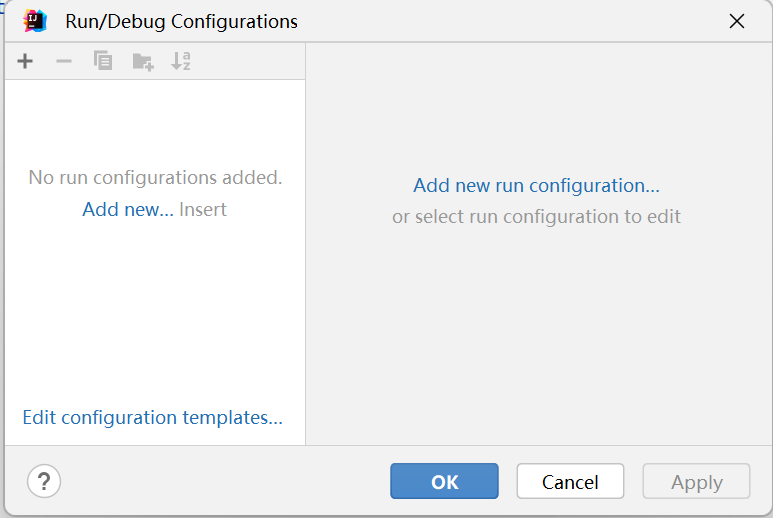 Run/Debug Configurations
No run configurations added.
Add new... Insert
Add new run configuration...
or select run configuration to edit
Edit configuration templates...
?
OK
Cancel
Apply